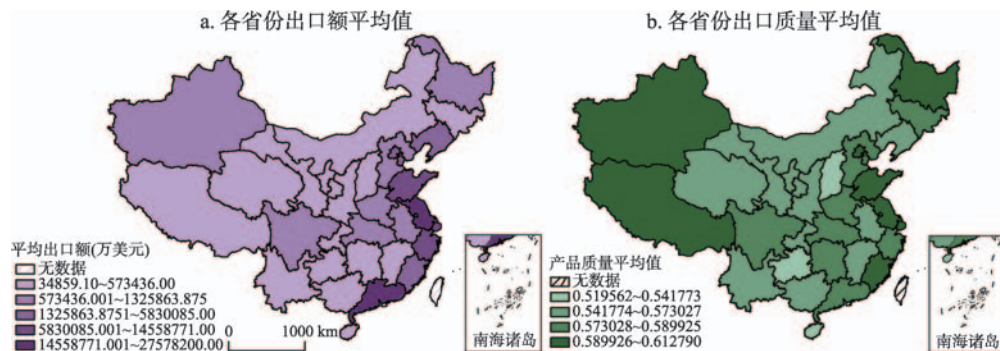 a. 各省份出口额平均值
平均出口额(万美元)
无数据
34859.10~573436.00
573436.001~1325863.875
1325863.8751~5830085.00
5830085.001~14558771.00
14558771.001~27578200.00
0 1000 km
南海诸岛
b. 各省份出口质量平均值
产品质量平均值
无数据
0.519562~0.541773
0.541774~0.573027
0.573028~0.589925
0.589926~0.612790
南海诸岛